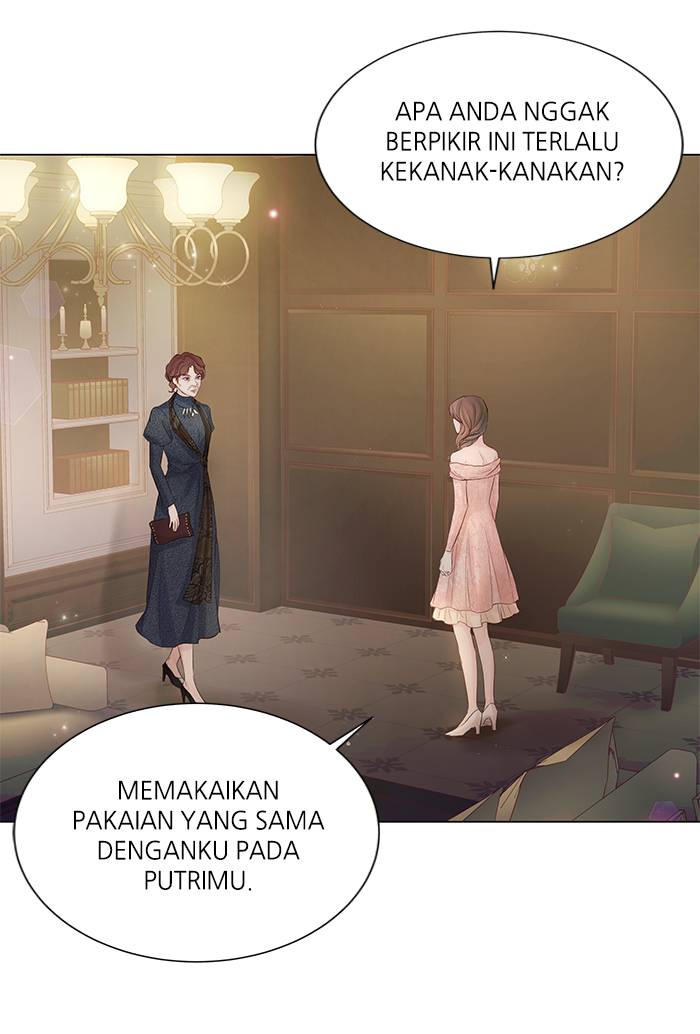 APA ANDA NGGAK
BERPIKIR INI TERLALU
KEKANAK-KANAKAN?
MEMAKAIKAN
PAKAIAN YANG SAMA
DENGANKU PADA
PUTRIMU.